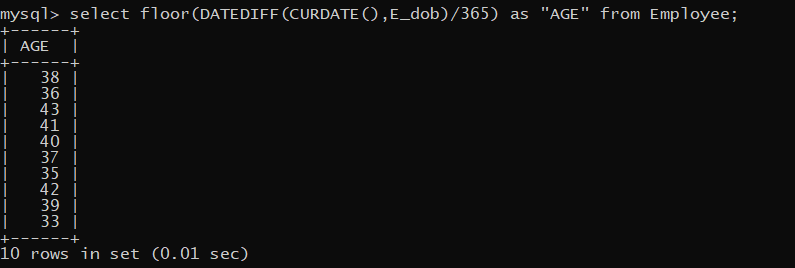 mysql> select floor(DATEDIFF(CURDATE(),E_dob)/365) as "AGE" from Employee;
+------+
| AGE  |
+------+
|   38 |
|   36 |
|   43 |
|   41 |
|   40 |
|   37 |
|   35 |
|   42 |
|   39 |
|   33 |
+------+
10 rows in set (0.01 sec)